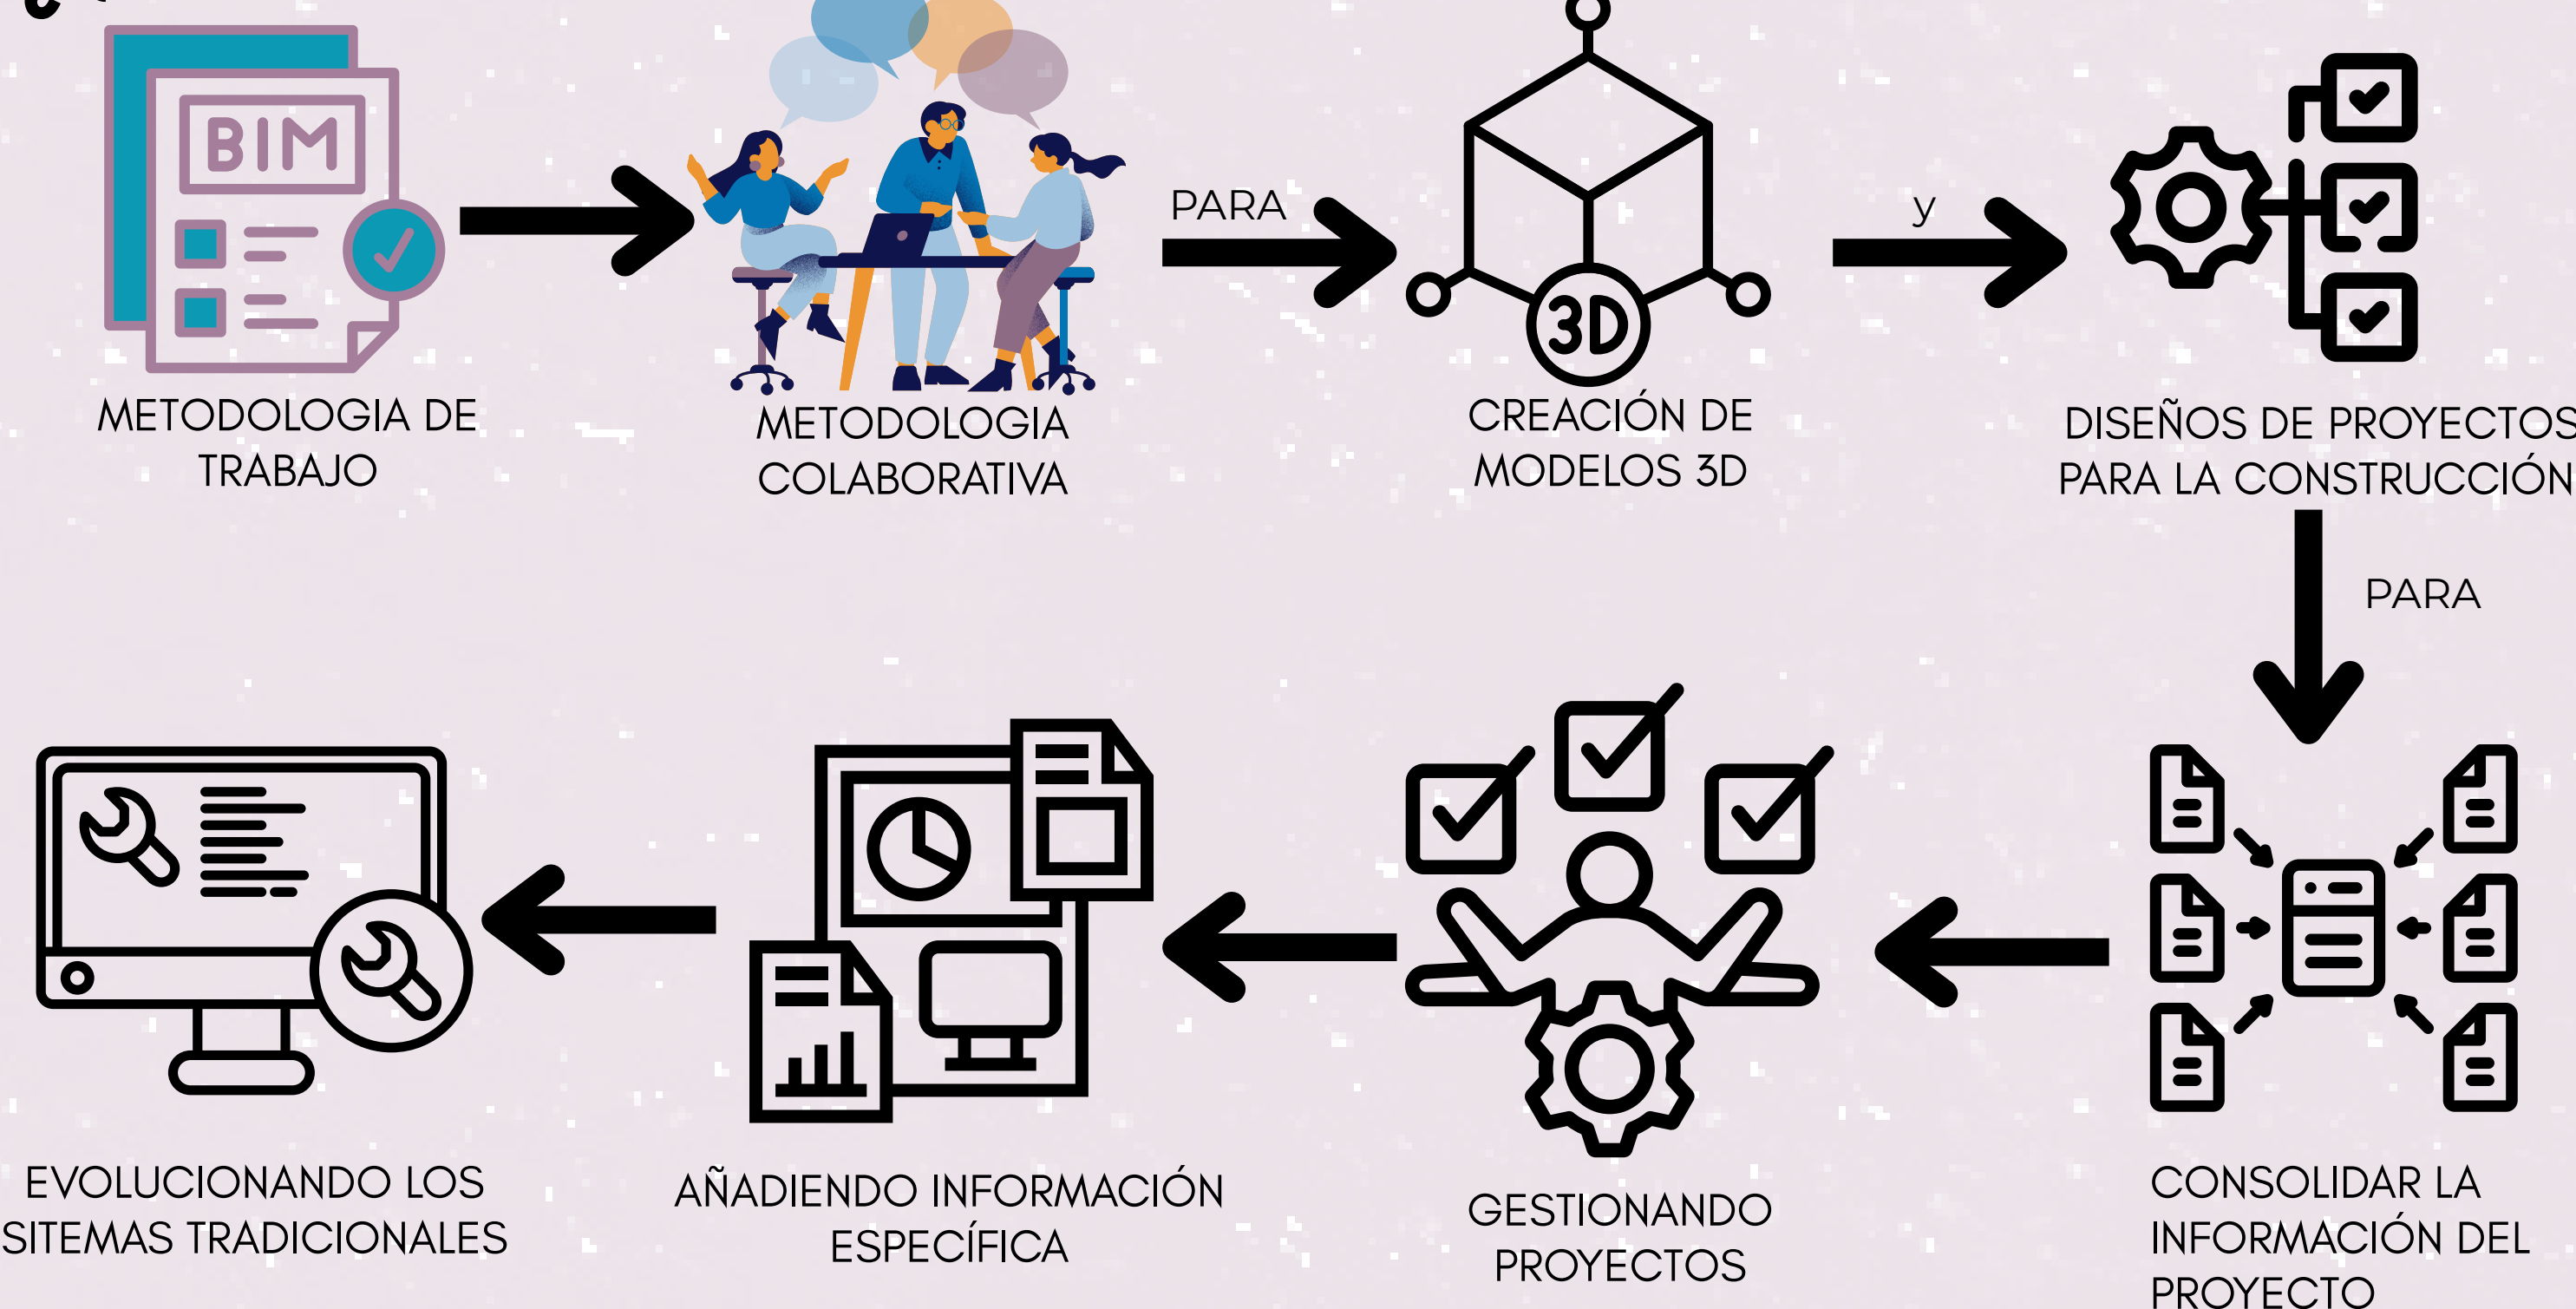 BIM
METODOLOGIA DE
TRABAJO
METODOLOGIA
COLABORATIVA
PARA
3D
CREACIÓN DE
MODELOS 3D
y
DISEÑOS DE PROYECTOS
PARA LA CONSTRUCCIÓN
PARA
EVOLUCIONANDO LOS
SITEMAS TRADICIONALES
AÑADIENDO INFORMACIÓN
ESPECÍFICA
GESTIONANDO
PROYECTOS
CONSOLIDAR LA
INFORMACIÓN DEL
PROYECTO